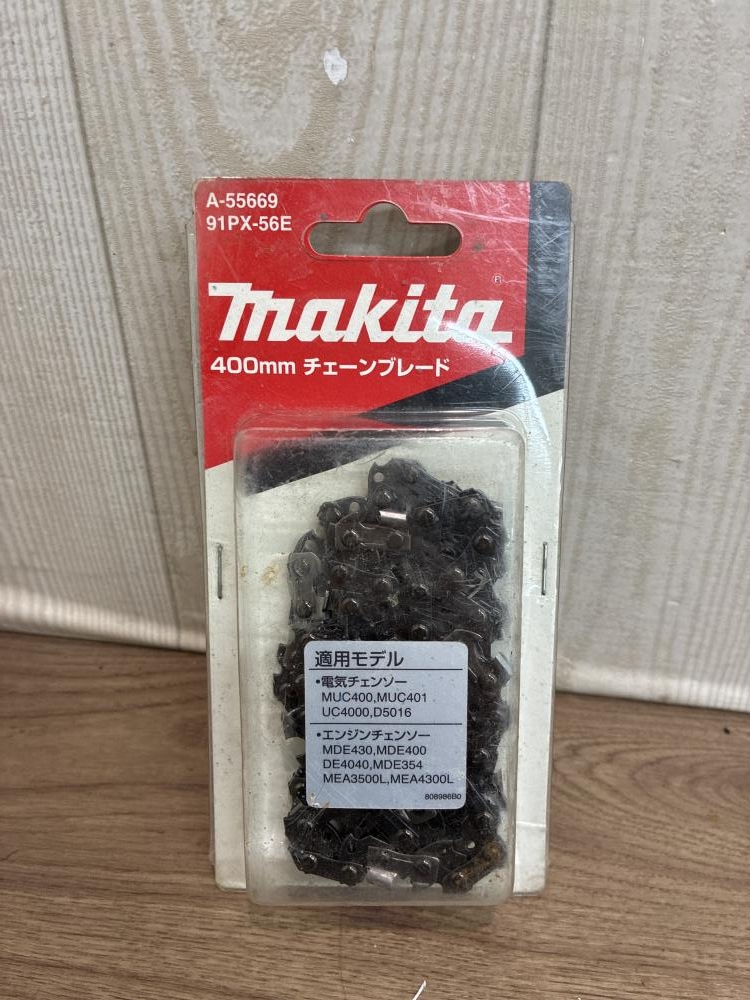 A-55669
91PX-56E
makita®
400mm チェーンブレード
適用モデル
•電気チェンソー
MUC400,MUC401
UC4000,D5016
•エンジンチェンソー
MDE430,MDE400
DE4040,MDE354
MEA3500L,MEA4300L
808986B0